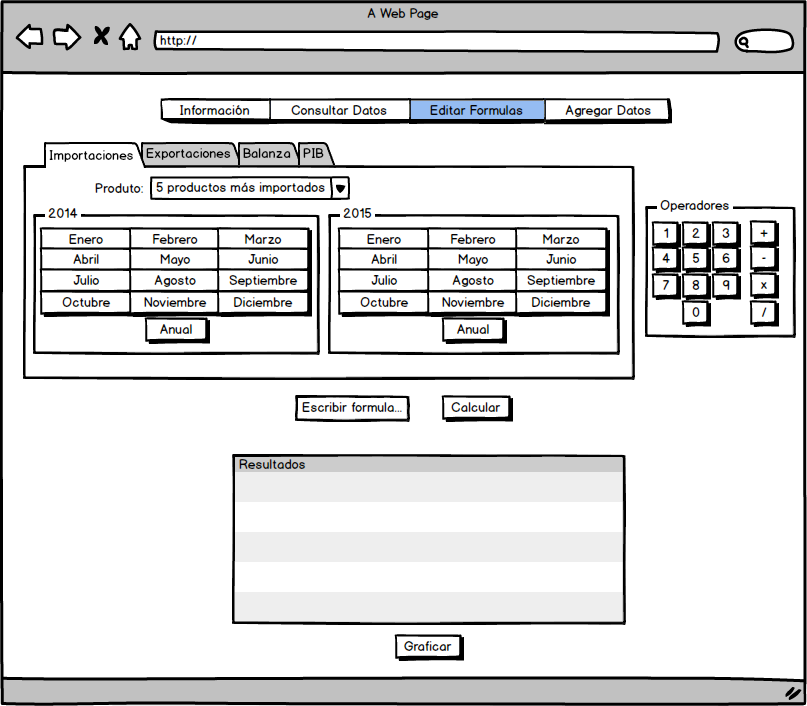 A Web Page
http://
Información Consultar Datos Editar Formulas Agregar Datos
Importaciones Exportaciones Balanza PIB
Produto: 5 productos más importados
2014
Enero Febrero Marzo
Abril Mayo Junio
Julio Agosto Septiembre
Octubre Noviembre Diciembre
Anual
2015
Enero Febrero Marzo
Abril Mayo Junio
Julio Agosto Septiembre
Octubre Noviembre Diciembre
Anual
Operadores
1 2 3 +
4 5 6 -
7 8 9 x
0 /
Escribir formula... Calcular
Resultados
Graficar